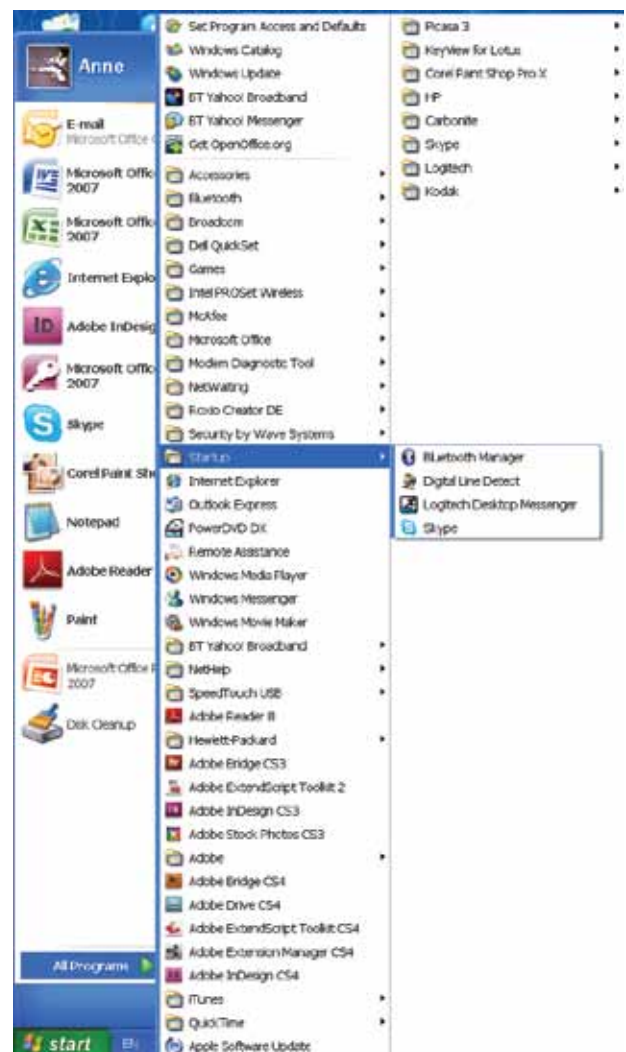 Anne
E-mail
Microsoft Office
Microsoft Offic
2007
Microsoft Offic
2007
Internet Explo
Adobe InDesig
Microsoft Offic
2007
Skype
Corel Paint Sh
Notepad
Adobe Reader
Paint
Microsoft Office P
2007
Disk Cleanup
All Programs
start
EN
Set Program Access and Defaults
Windows Catalog
Windows Update
BT Yahoo! Broadband
BT Yahoo! Messenger
Get OpenOffice.org
Accessories
Bluetooth
Broadcom
Dell QuickSet
Games
Intel PROSet Wireless
McAfee
Microsoft Office
Modem Diagnostic Tool
NetWaiting
Roxio Creator DE
Security by Wave Systems
Startup
Internet Explorer
Outlook Express
PowerDVD DX
Remote Assistance
Windows Media Player
Windows Messenger
Windows Movie Maker
BT Yahoo! Broadband
NetHelp
SpeedTouch USB
Adobe Reader 8
Hewlett-Packard
Adobe Bridge CS3
Adobe ExtendScript Toolkit 2
Adobe InDesign CS3
Adobe Stock Photos CS3
Adobe
Adobe Bridge CS4
Adobe Drive CS4
Adobe ExtendScript Toolkit CS4
Adobe Extension Manager CS4
Adobe InDesign CS4
iTunes
QuickTime
Apple Software Update
Picasa 3
KeyView for Lotus
Corel Paint Shop Pro X
HP
Carbonite
Skype
Logitech
Kodak
Bluetooth Manager
Digital Line Detect
Logitech Desktop Messenger
Skype